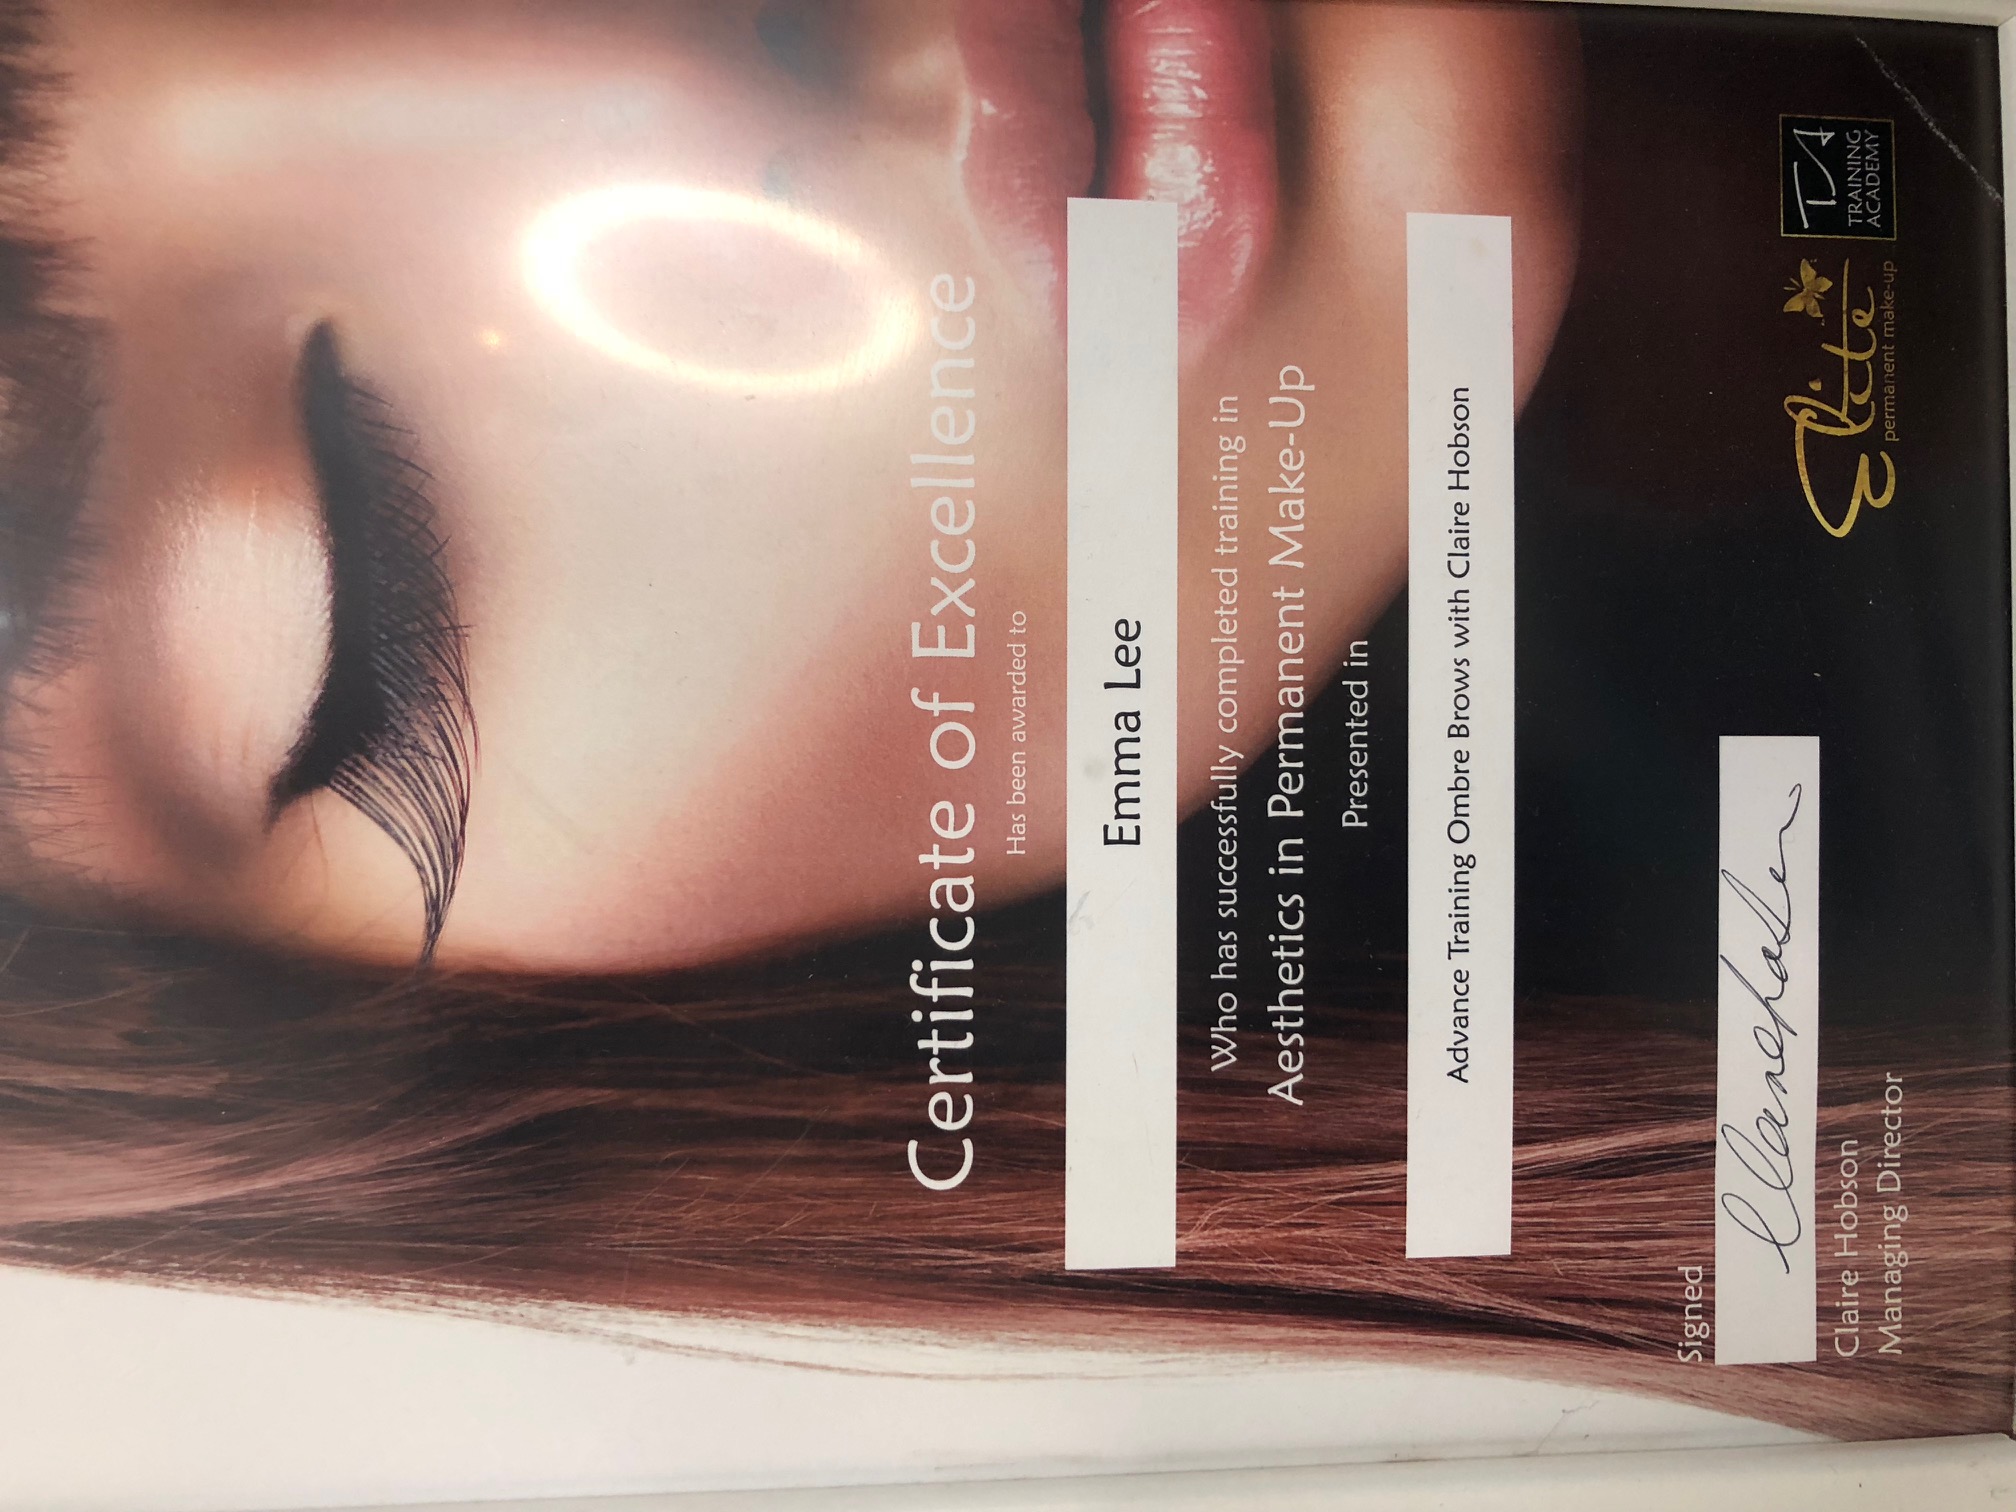 Certificate of Excellence
Has been awarded to
Emma Lee
Who has successfully completed training in
Aesthetics in Permanent Make-Up
Presented in
Advance Training Ombre Brows with Claire Hobson
Signed
Claire Hobson
Claire Hobson
Managing Director
Elite
permanent make-up
TA
TRAINING
ACADEMY